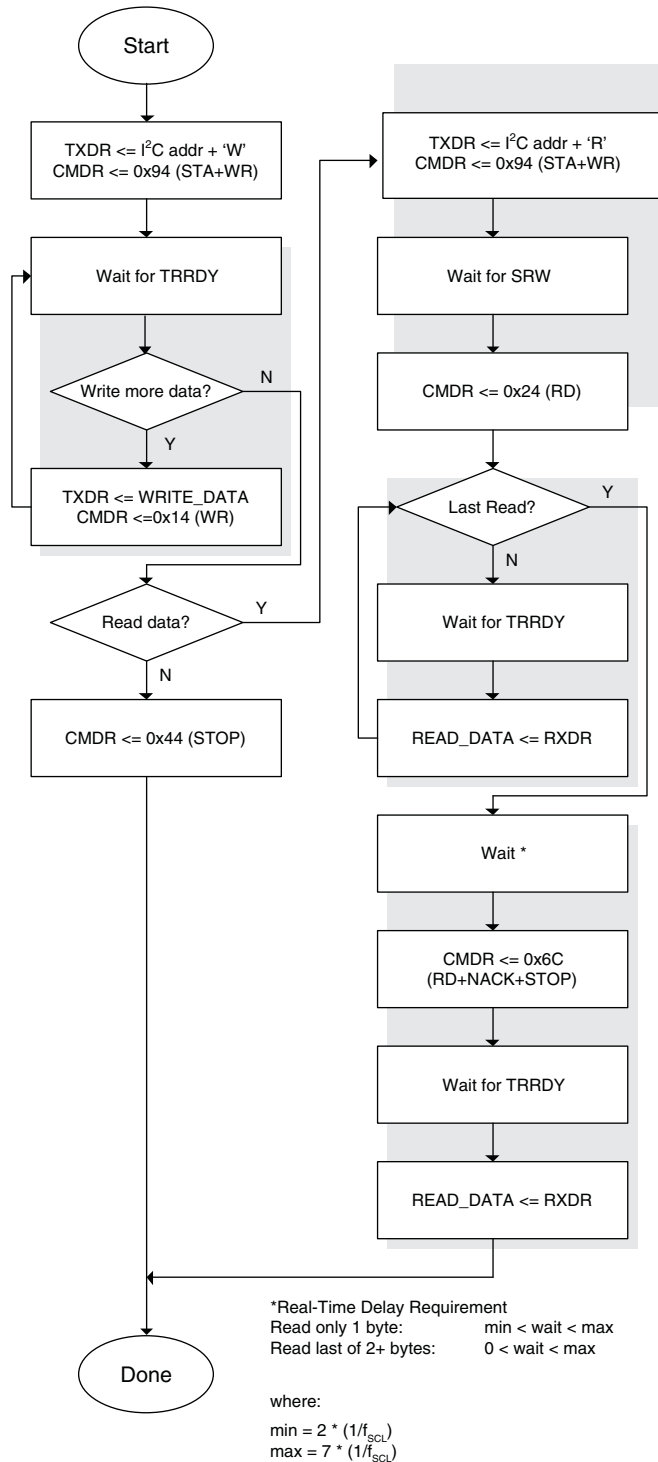 Start
TXDR <= I²C addr + ‘W’
CMDR <= 0x94 (STA+WR)
Wait for TRRDY
Write more data?
N
Y
TXDR <= WRITE_DATA
CMDR <=0x14 (WR)
Read data?
Y
N
CMDR <= 0x44 (STOP)
TXDR <= I²C addr + ‘R’
CMDR <= 0x94 (STA+WR)
Wait for SRW
CMDR <= 0x24 (RD)
Last Read?
Y
N
Wait for TRRDY
READ_DATA <= RXDR
Wait *
CMDR <= 0x6C
(RD+NACK+STOP)
Wait for TRRDY
READ_DATA <= RXDR
Done
*Real-Time Delay Requirement
Read only 1 byte: min < wait < max
Read last of 2+ bytes: 0 < wait < max
where:
min = 2 * (1/fSCL)
max = 7 * (1/fSCL)